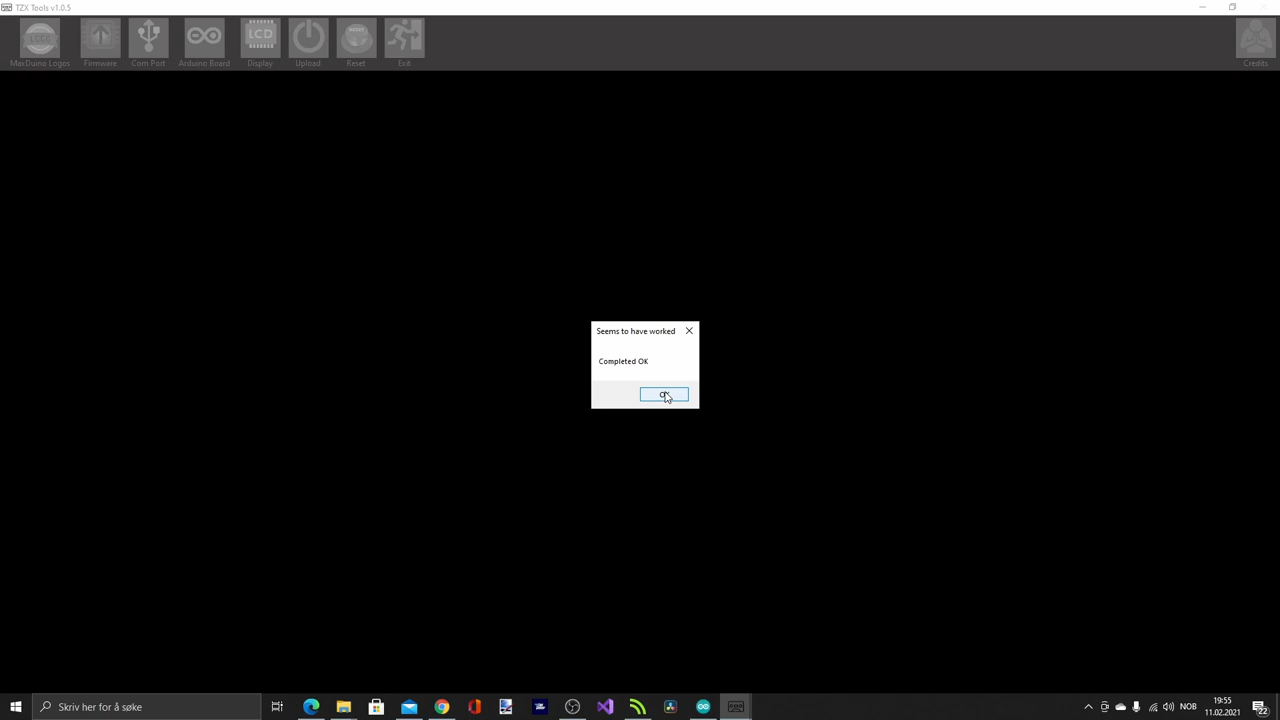 TZX Tools v1.0.5
LCD
MaxDuino Logos
Firmware
Com Port
Arduino Board
Display
Upload
Reset
Exit
Credits
Seems to have worked
Completed OK
Skriv her for å søke
NOB
19:55
11.02.2021
22